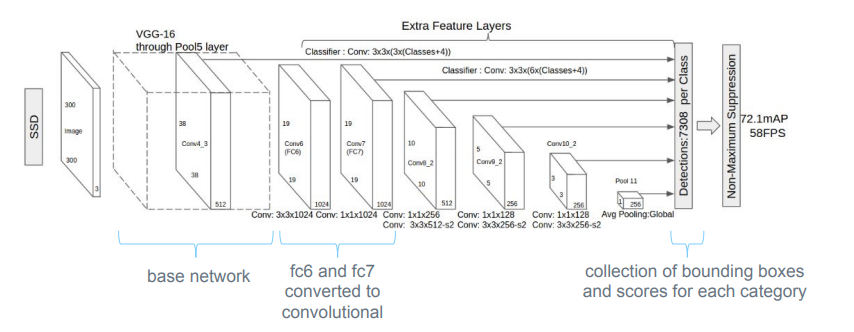 Extra Feature Layers
VGG-16
through Pool5 layer
Classifier : Conv: 3x3x(3x(Classes+4))
Classifier : Conv: 3x3x(6x(Classes+4))
SSD
300
Image
300
3
38
Conv4_3
38
512
19
Conv6
(FC6)
19
1024
19
Conv7
(FC7)
19
1024
10
Conv8_2
10
512
5
Conv9_2
5
256
Conv10_2
3
3
256
Pool 11
1
256
Detections:7308 per Class
Non-Maximum Suppression
72.1mAP
58FPS
Conv: 3x3x1024
Conv: 1x1x1024
Conv: 1x1x256
Conv: 3x3x512-s2
Conv: 1x1x128
Conv: 3x3x256-s2
Conv: 1x1x128
Conv: 3x3x256-s2
Avg Pooling:Global
base network
fc6 and fc7
converted to
convolutional
collection of bounding boxes
and scores for each category